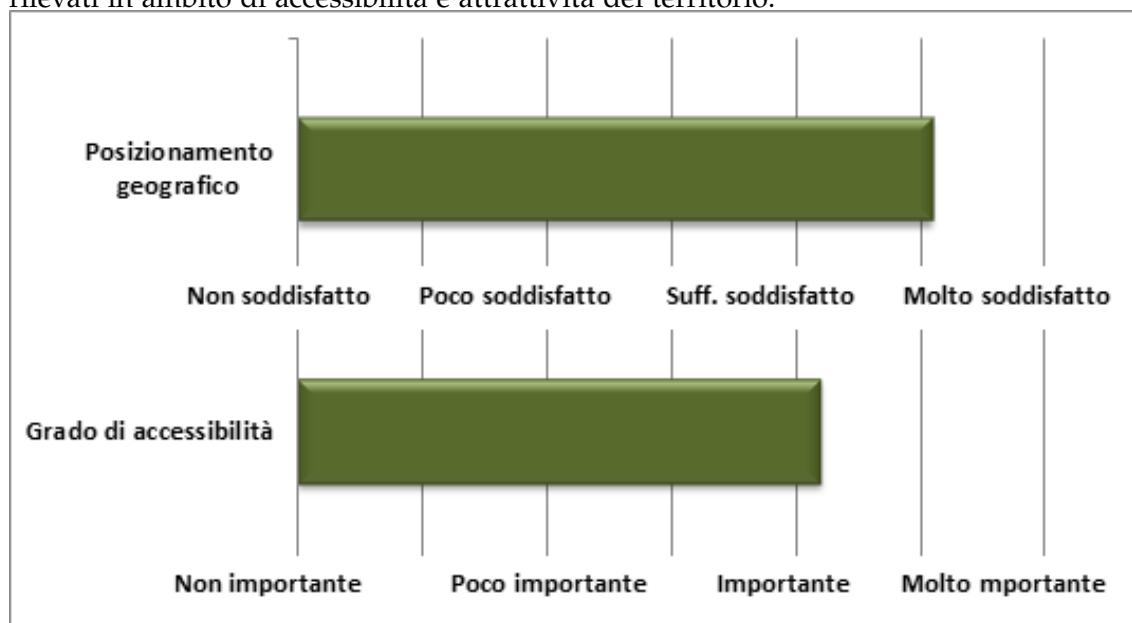 rilevati in ambito di accessibilità e attrattività del territorio.
Posizionamento
geografico
Non soddisfatto Poco soddisfatto Suff. soddisfatto Molto soddisfatto
Grado di accessibilità
Non importante Poco importante Importante Molto mportante